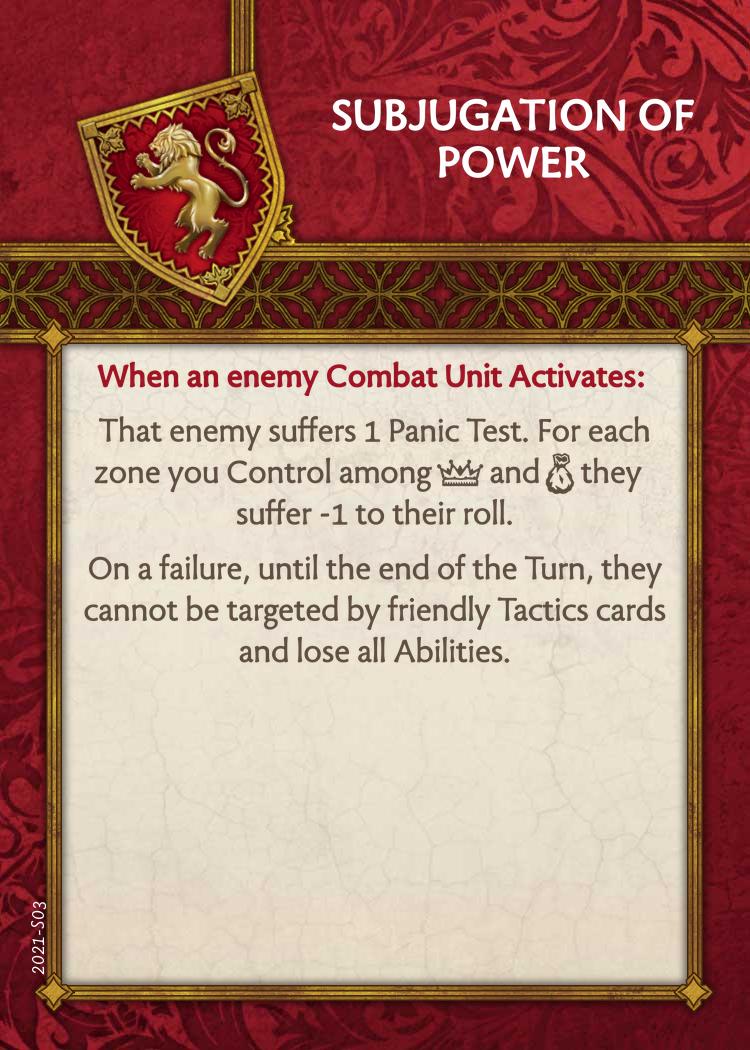 SUBJUGATION OF
POWER
When an enemy Combat Unit Activates:
That enemy suffers 1 Panic Test. For each
zone you Control among and they
suffer -1 to their roll.
On a failure, until the end of the Turn, they
cannot be targeted by friendly Tactics cards
and lose all Abilities.
2021-S03